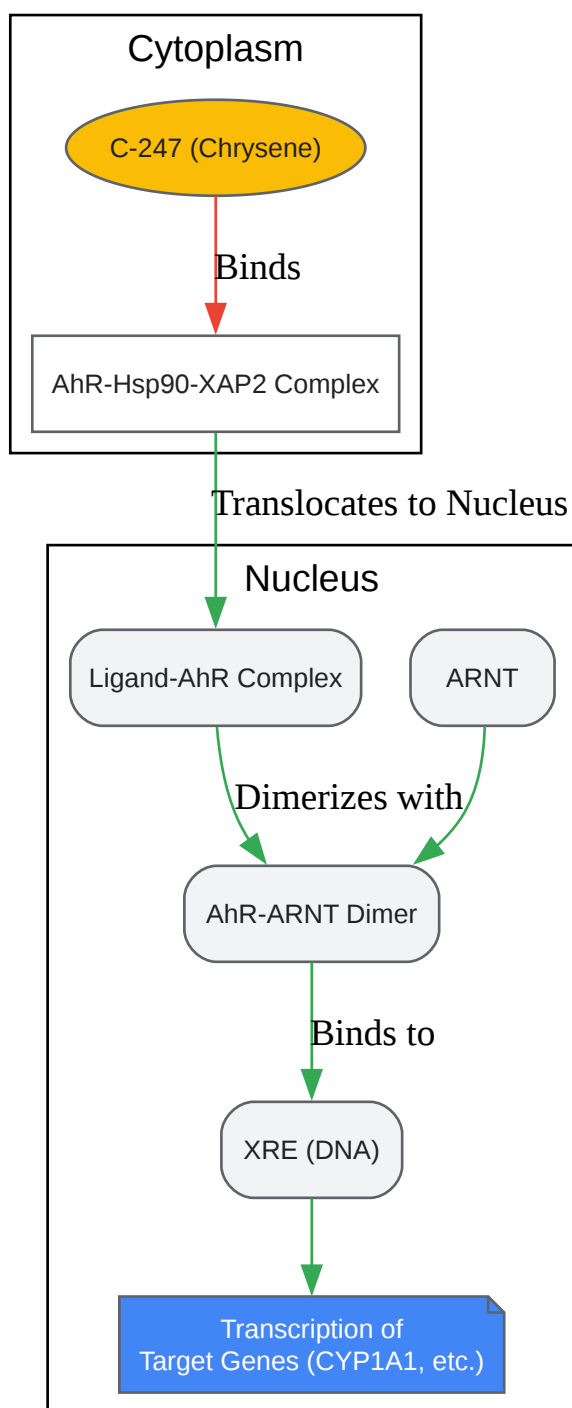 Cytoplasm
C-247 (Chrysene)
Binds
AhR-Hsp90-XAP2 Complex
Translocates to Nucleus
Nucleus
Ligand-AhR Complex
ARNT
Dimerizes with
AhR-ARNT Dimer
Binds to
XRE (DNA)
Transcription of
Target Genes (CYP1A1, etc.)